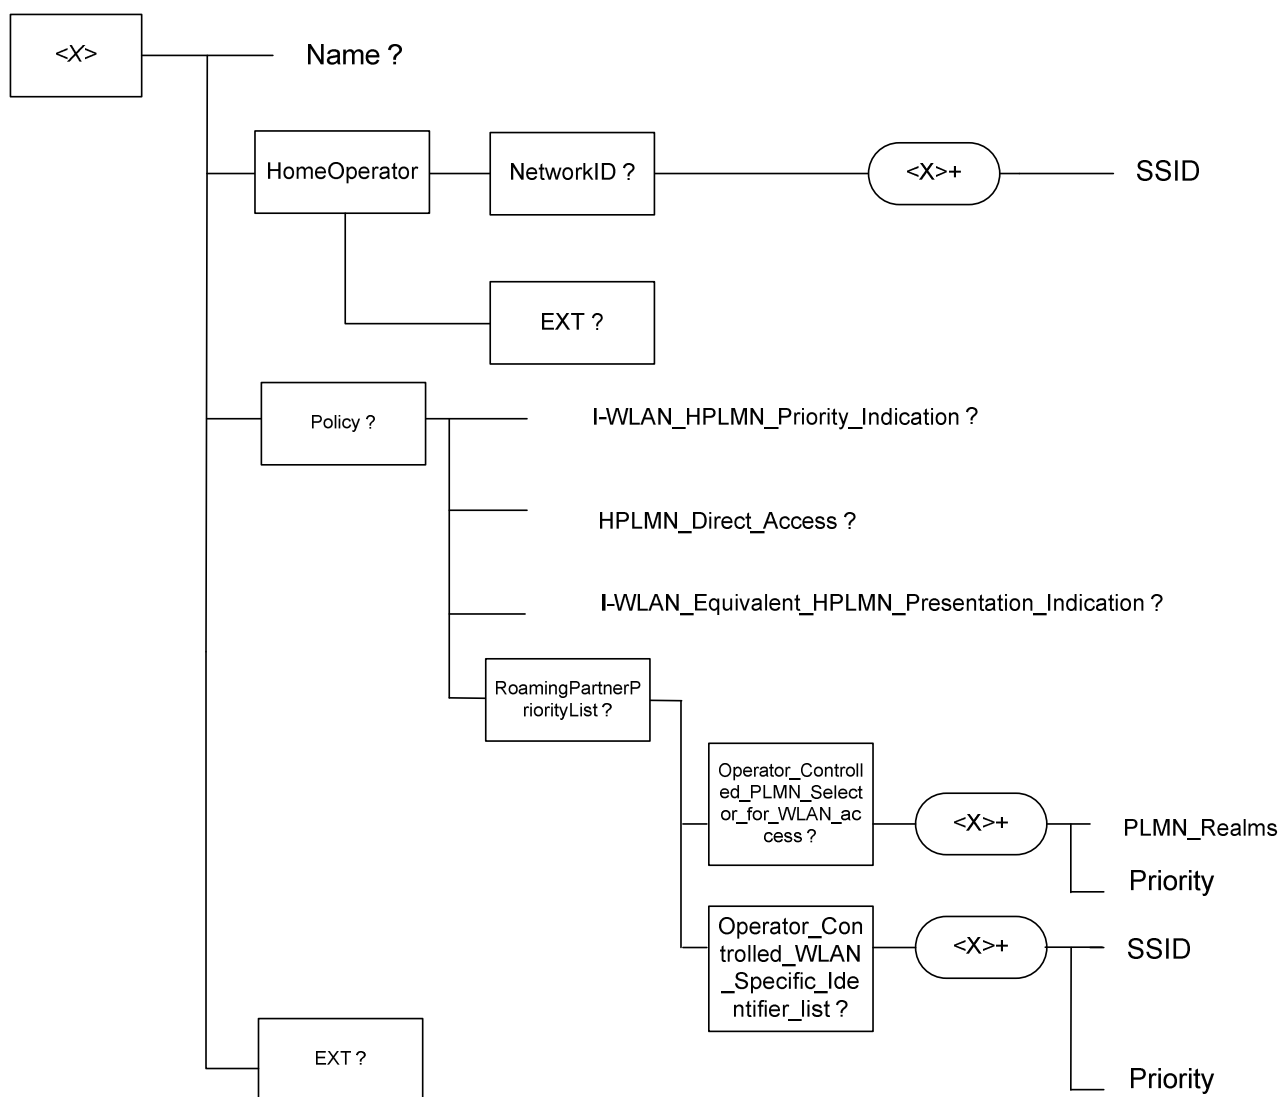 <X>
Name ?
HomeOperator
NetworkID ?
<X>+
SSID
EXT ?
Policy ?
I-WLAN_HPLMN_Priority_Indication ?
HPLMN_Direct_Access ?
I-WLAN_Equivalent_HPLMN_Presentation_Indication ?
RoamingPartnerP
riorityList ?
Operator_Controll
ed_PLMN_Select
or_for_WLAN_ac
cess ?
<X>+
PLMN_Realms
Priority
Operator_Con
trolled_WLAN
_Specific_Ide
ntifier_list ?
<X>+
SSID
Priority
EXT ?